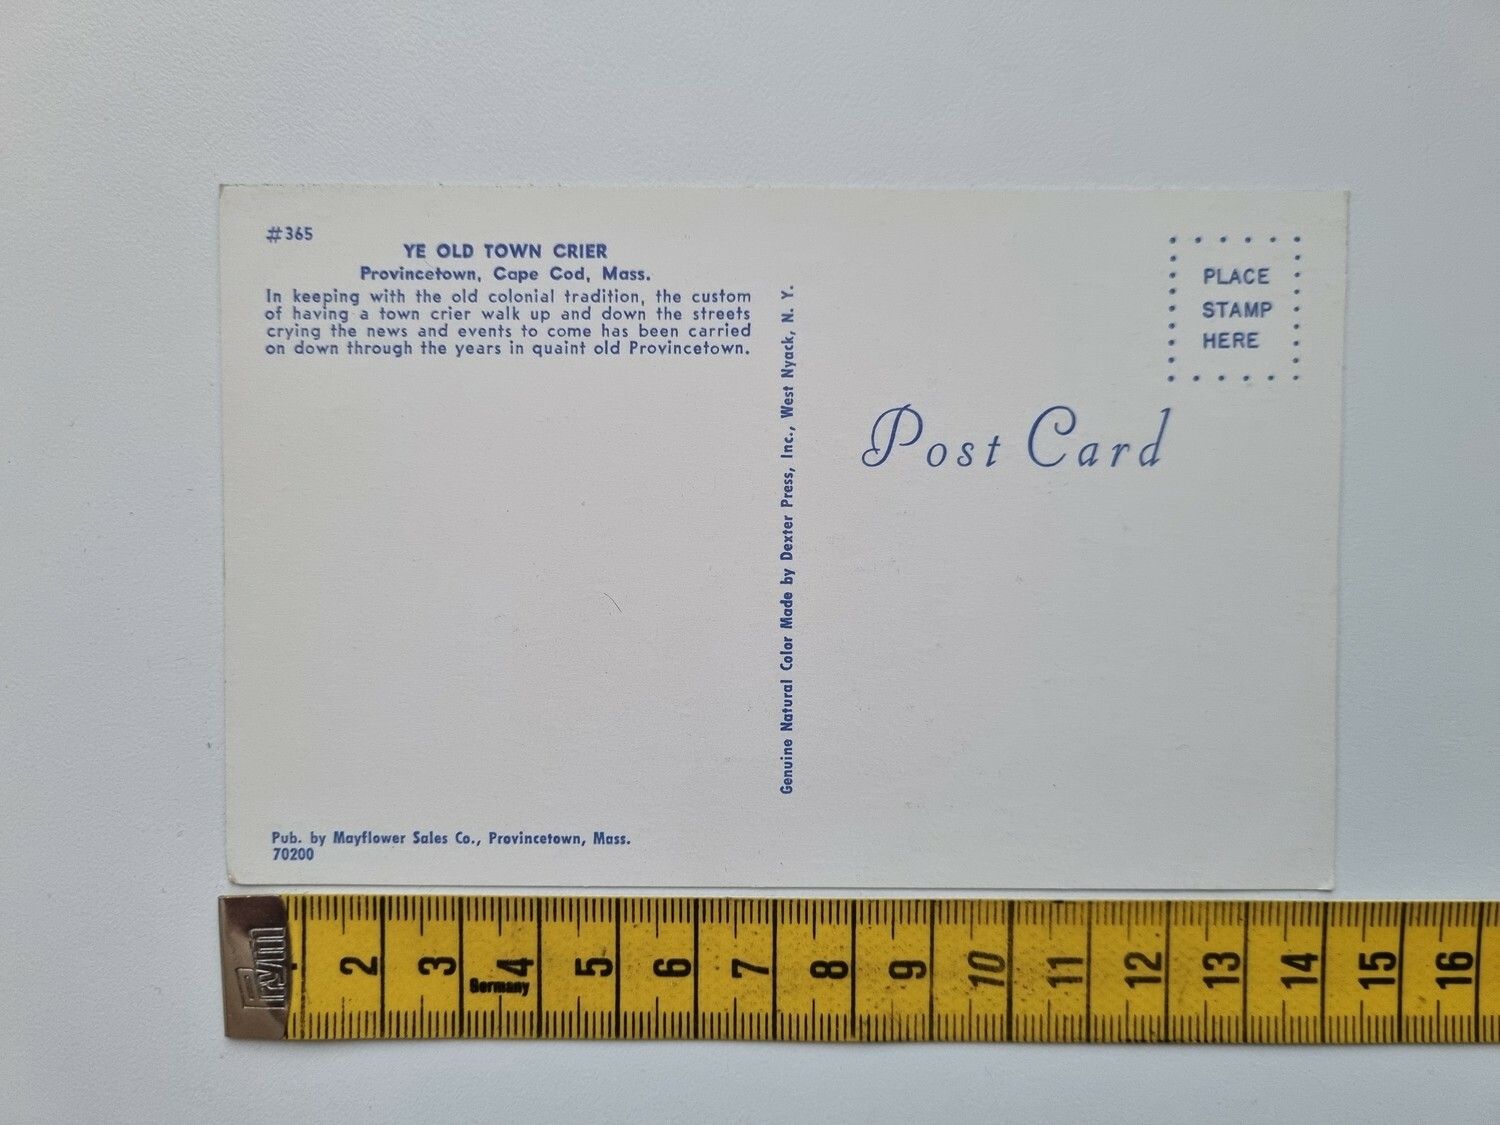 #365
YE OLD TOWN CRIER
Provincetown, Cape Cod, Mass.
In keeping with the old colonial tradition, the custom
of having a town crier walk up and down the streets
crying the news and events to come has been carried
on down through the years in quaint old Provincetown.
Pub. by Mayflower Sales Co., Provincetown, Mass.
70200
Genuine Natural Color Made by Dexter Press, Inc., West Nyack, N. Y.
PLACE
STAMP
HERE
Post Card
Prym
1 2 3 4 5 6 7 8 9 10 11 12 13 14 15 16
Germany